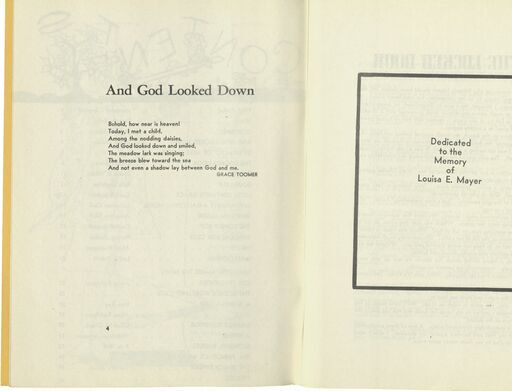 And God Looked Down
Behold, how near is heaven!
Today, I met a child,
Among the nodding daisies,
And God looked down and smiled,
The meadow lark was singing;
The breeze blew toward the sea
And not even a shadow lay between God and me.
GRACE TOOMER
4
Dedicated
to the
Memory
of
Louisa E. Mayer